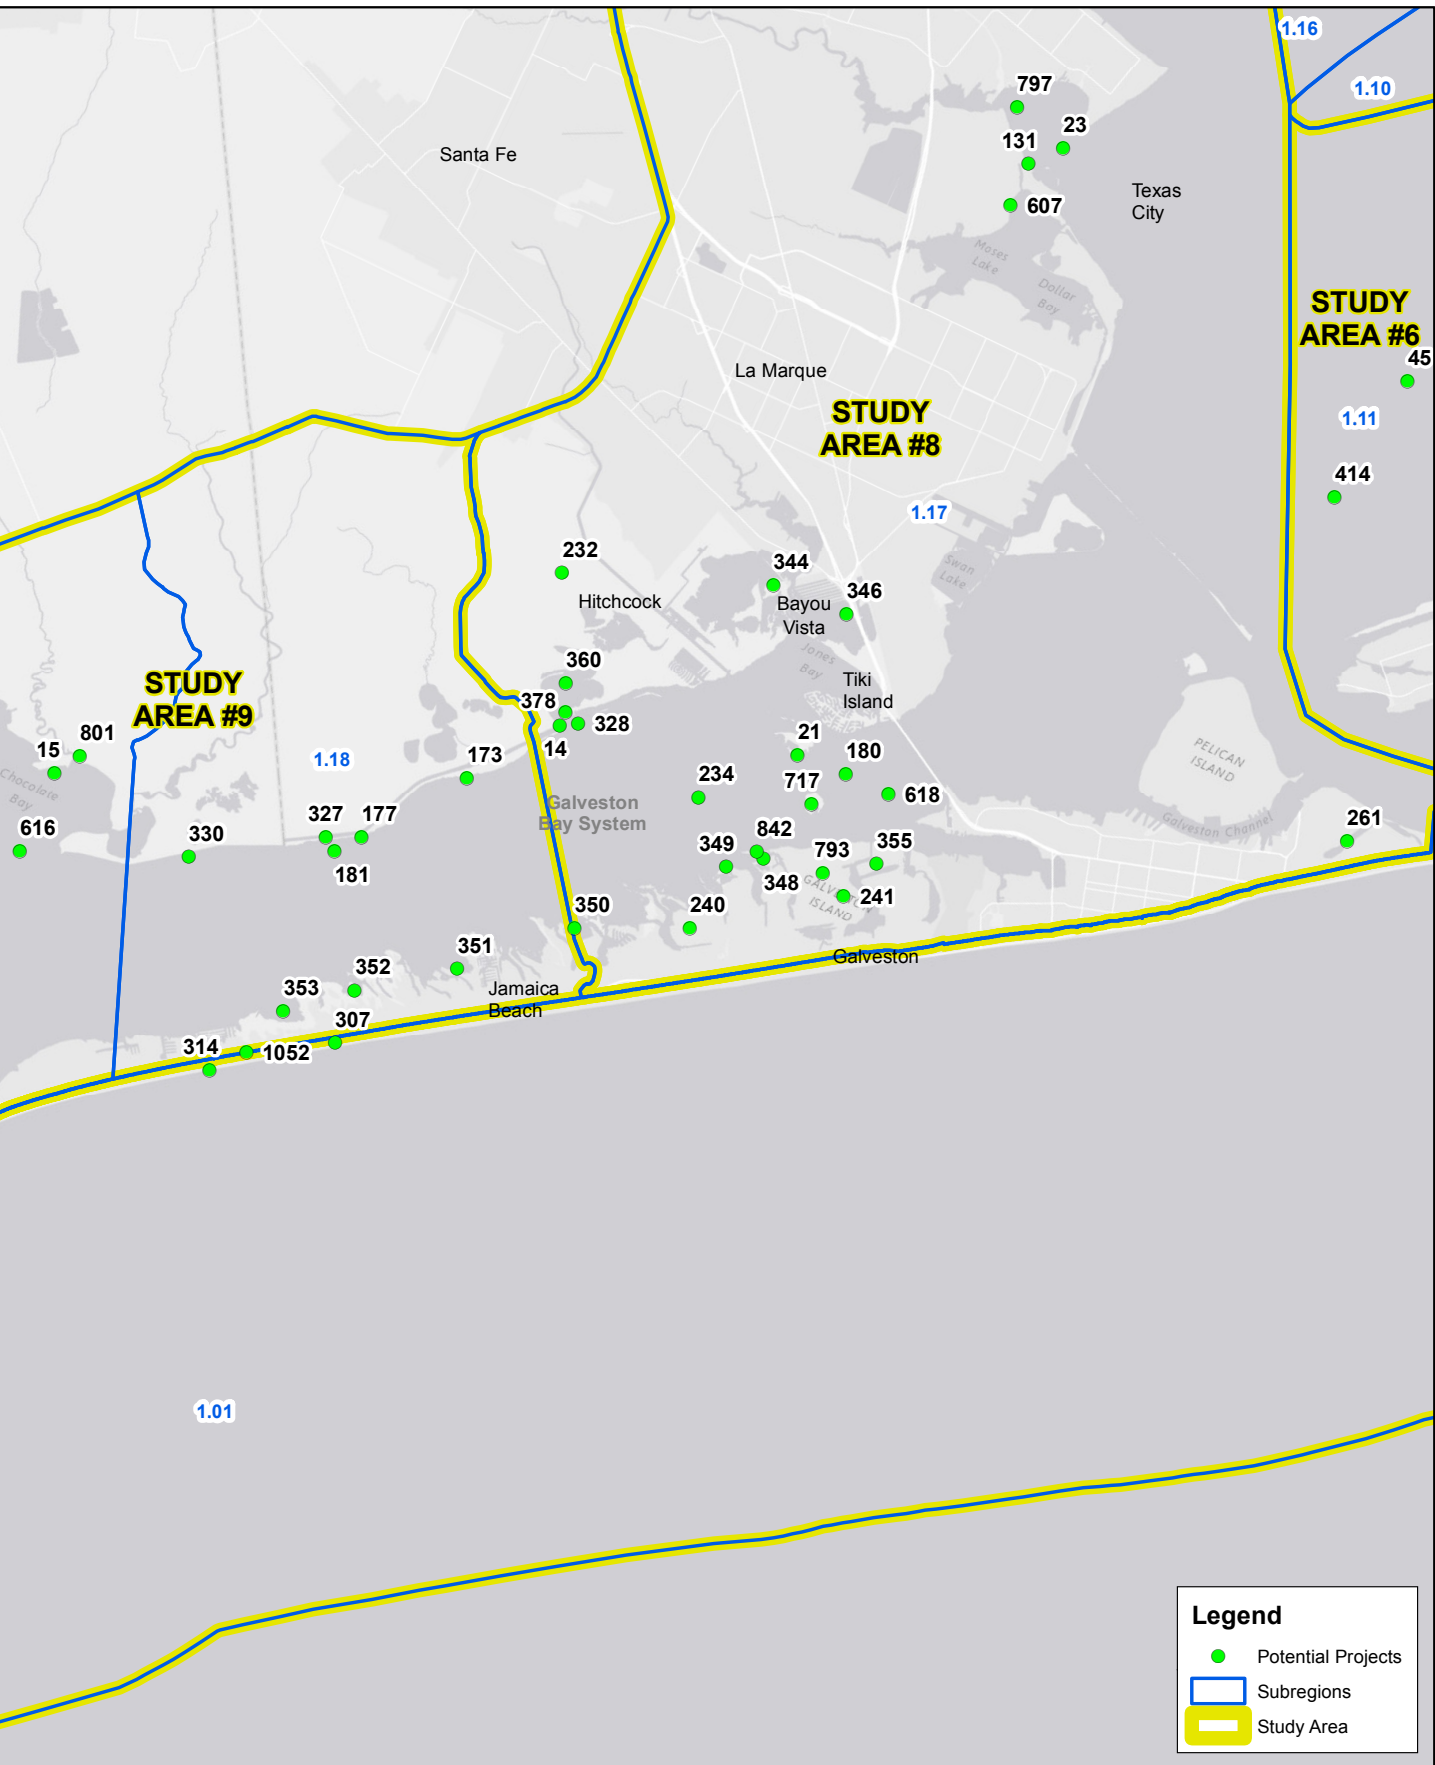 1.16
1.10
797
23
131
607
Santa Fe
Texas
City
Moses
Lake
Dollar
Bay
STUDY
AREA #6
45
La Marque
STUDY
AREA #8
1.11
414
1.17
232
344
Swan
Lake
Hitchcock
Bayou
Vista
346
Jones
Bay
360
Tiki
Island
STUDY
AREA #9
378
328
14
801
15
Chocolate
Bay
1.18
173
21
180
PELICAN
ISLAND
234
717
618
Galveston
Bay System
Galveston Channel
261
616
330
327
177
181
349
842
348
793
355
GALVESTON
ISLAND
241
350
240
Galveston
351
352
353
Jamaica
Beach
307
314
1052
1.01
Legend
Potential Projects
Subregions
Study Area